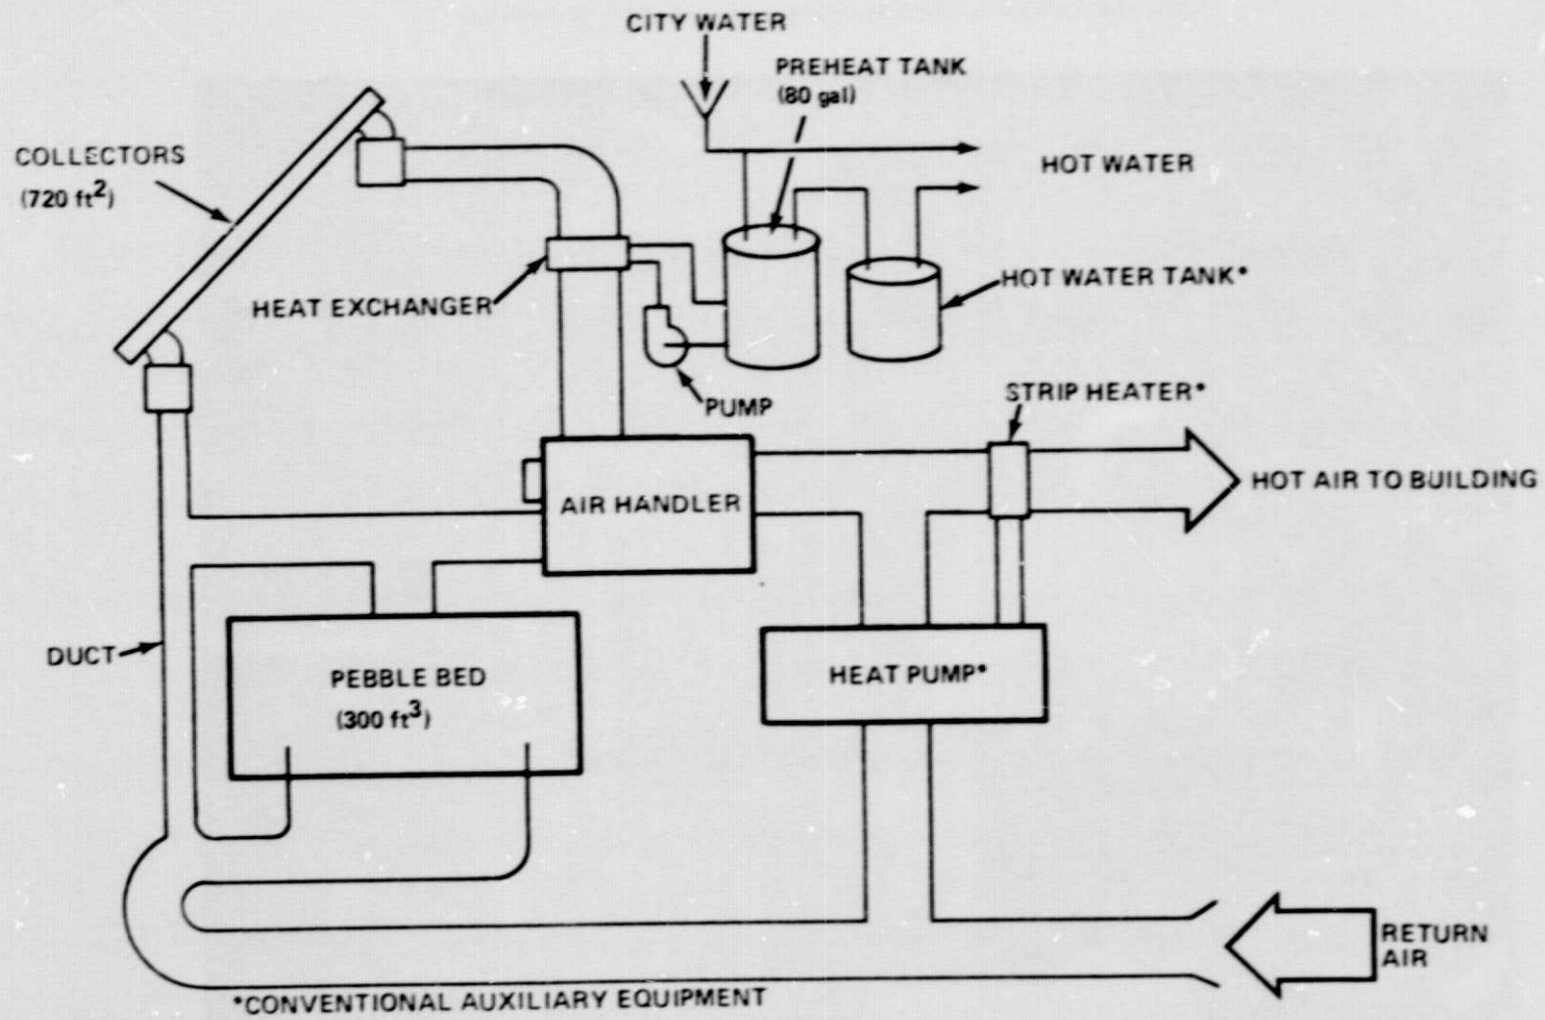 CITY WATER
PREHEAT TANK
(80 gal)
COLLECTORS
(720 ft²)
HOT WATER
HEAT EXCHANGER
HOT WATER TANK*
PUMP
STRIP HEATER*
AIR HANDLER
HOT AIR TO BUILDING
DUCT
PEBBLE BED
(300 ft³)
HEAT PUMP*
RETURN
AIR
*CONVENTIONAL AUXILIARY EQUIPMENT